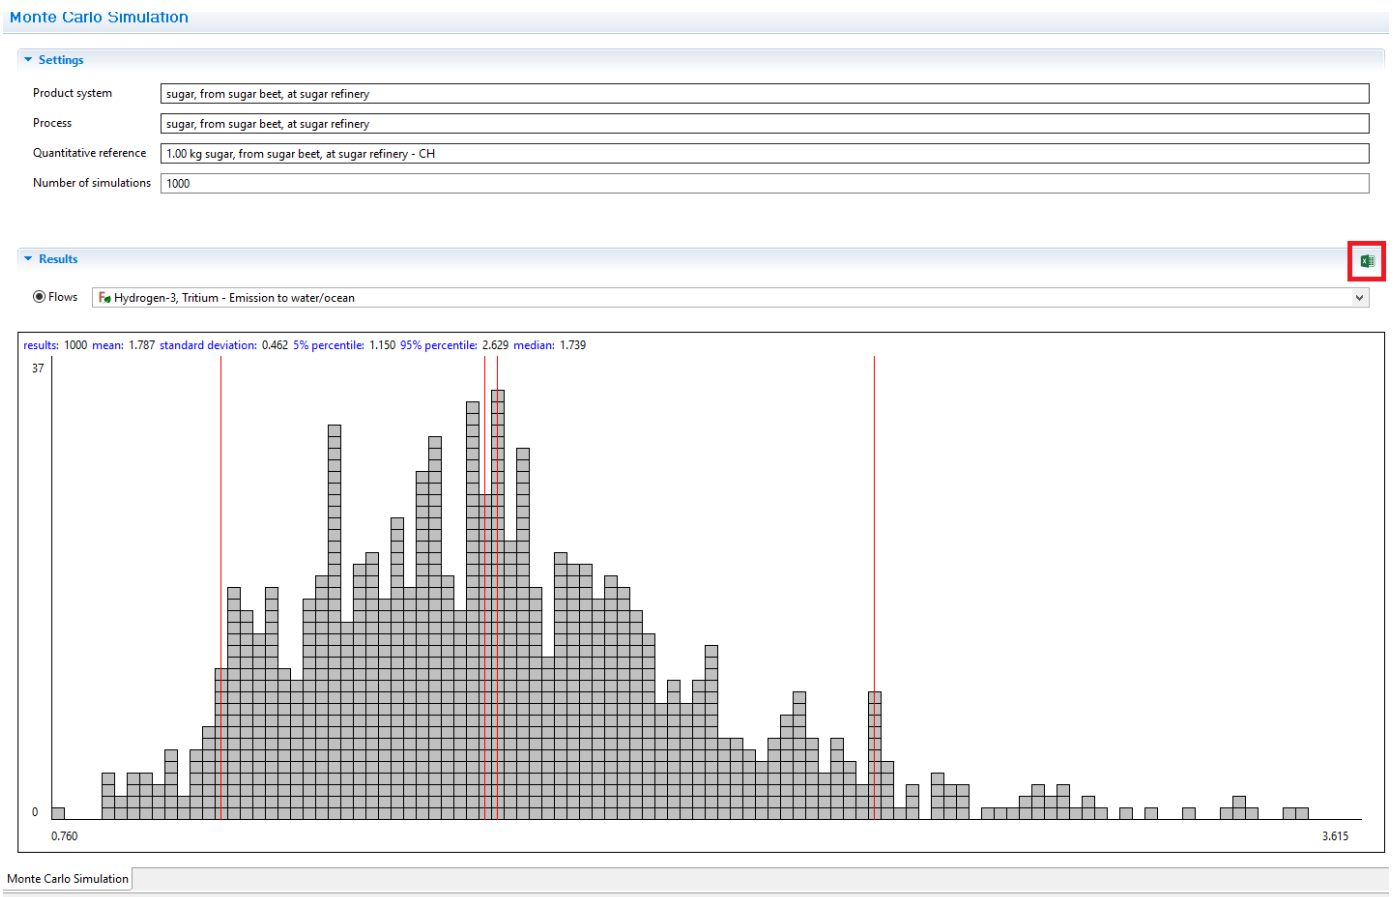 Monte Carlo Simulation
Settings
Product system sugar, from sugar beet, at sugar refinery
Process sugar, from sugar beet, at sugar refinery
Quantitative reference 1.00 kg sugar, from sugar beet, at sugar refinery - CH
Number of simulations 1000
Results
Flows Hydrogen-3, Tritium - Emission to water/ocean
results: 1000 mean: 1.787 standard deviation: 0.462 5% percentile: 1.150 95% percentile: 2.629 median: 1.739
37
0
0.760 3.615
Monte Carlo Simulation